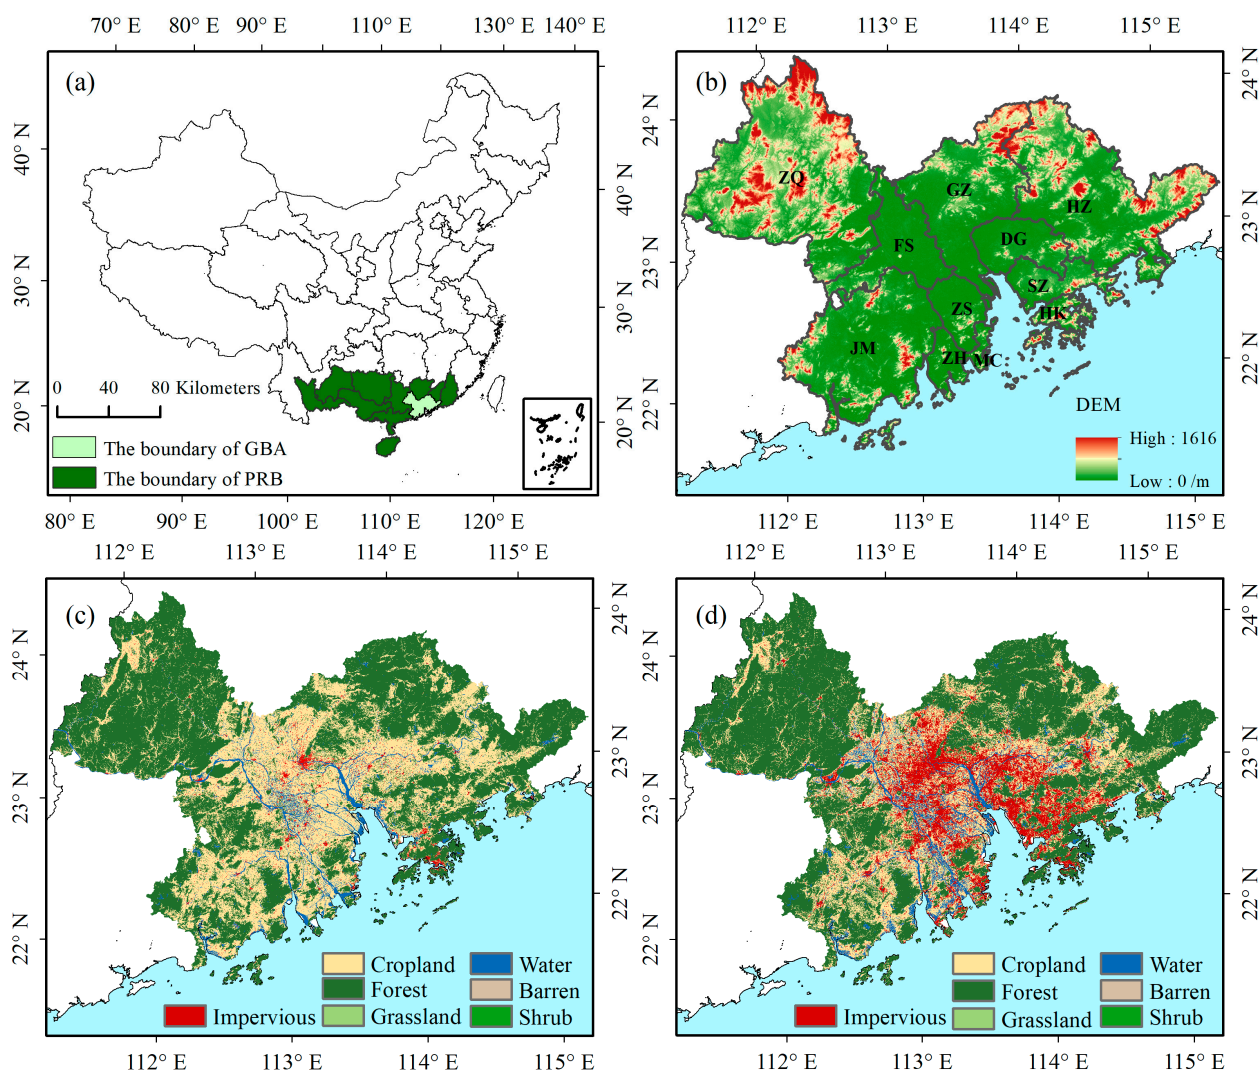 70° E 80° E 90° E 110° E 130° E 140° E
(a)
40° N
30° N
20° N
40° N
30° N
20° N
0 40 80 Kilometers
The boundary of GBA
The boundary of PRB
80° E 90° E 100° E 110° E 120° E
112° E 113° E 114° E 115° E
(b)
24° N
23° N
22° N
24° N
23° N
22° N
ZQ
GZ
HZ
FS
DG
SZ
ZS
HK
JM
ZH
MC
DEM
High : 1616
Low : 0 /m
112° E 113° E 114° E 115° E
112° E 113° E 114° E 115° E
(c)
24° N
23° N
22° N
24° N
23° N
22° N
Cropland Water
Forest Barren
Impervious Grassland Shrub
112° E 113° E 114° E 115° E
112° E 113° E 114° E 115° E
(d)
24° N
23° N
22° N
24° N
23° N
22° N
Cropland Water
Forest Barren
Impervious Grassland Shrub
112° E 113° E 114° E 115° E